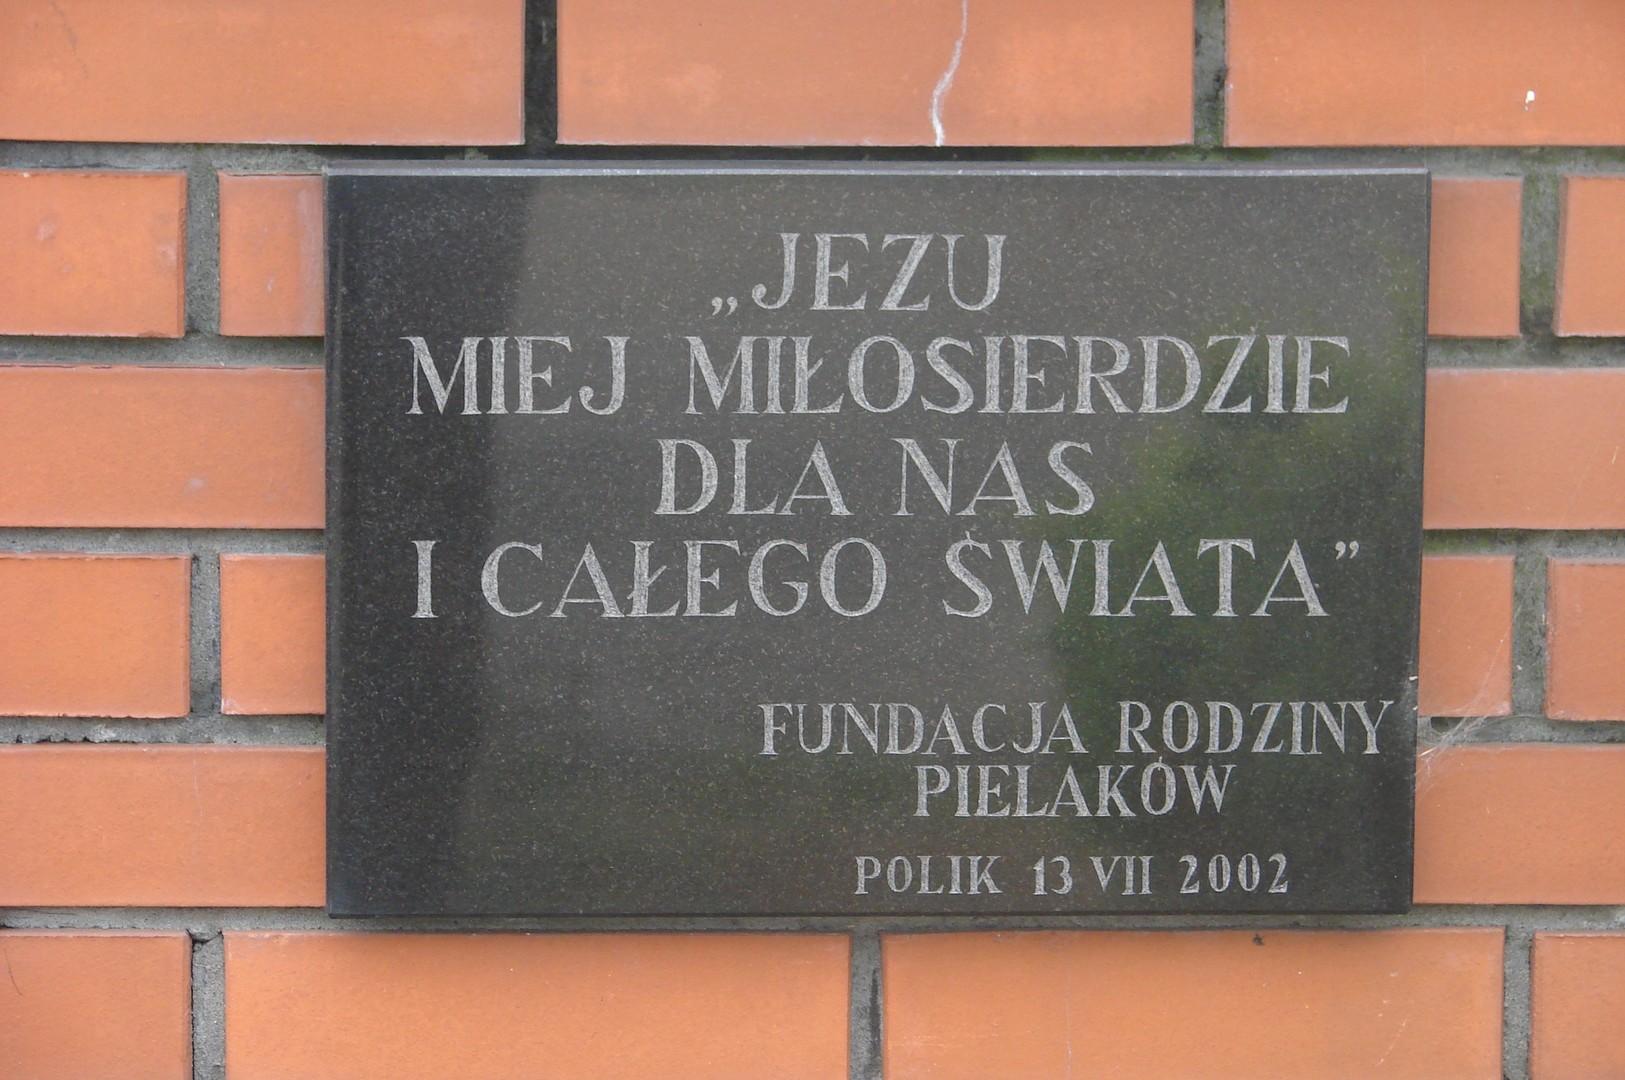 „JEZU
MIEJ MIŁOSIERDZIE
DLA NAS
I CAŁEGO ŚWIATA”
FUNDACJA RODZINY
PIELAKÓW
POLIK 13 VII 2002